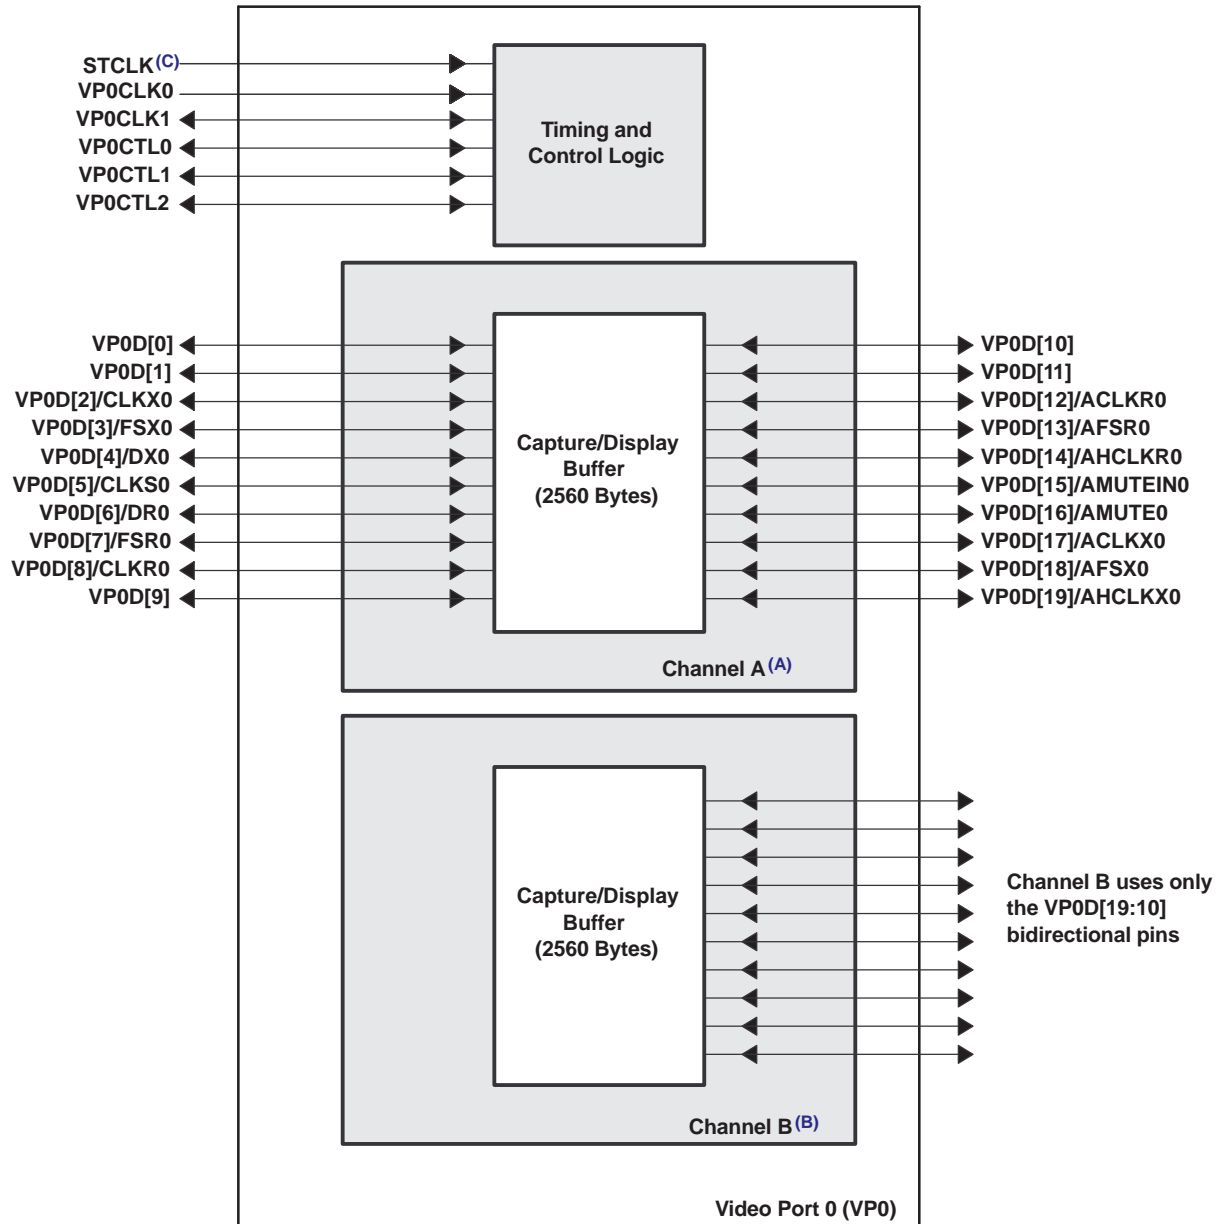 STCLK(C)
VP0CLK0
VP0CLK1
VP0CTL0
VP0CTL1
VP0CTL2
Timing and
Control Logic
VP0D[0]
VP0D[1]
VP0D[2]/CLKX0
VP0D[3]/FSX0
VP0D[4]/DX0
VP0D[5]/CLKS0
VP0D[6]/DR0
VP0D[7]/FSR0
VP0D[8]/CLKR0
VP0D[9]
Capture/Display
Buffer
(2560 Bytes)
VP0D[10]
VP0D[11]
VP0D[12]/ACLKR0
VP0D[13]/AFSR0
VP0D[14]/AHCLKR0
VP0D[15]/AMUTEIN0
VP0D[16]/AMUTE0
VP0D[17]/ACLKX0
VP0D[18]/AFSX0
VP0D[19]/AHCLKX0
Channel A(A)
Capture/Display
Buffer
(2560 Bytes)
Channel B uses only
the VP0D[19:10]
bidirectional pins
Channel B(B)
Video Port 0 (VP0)